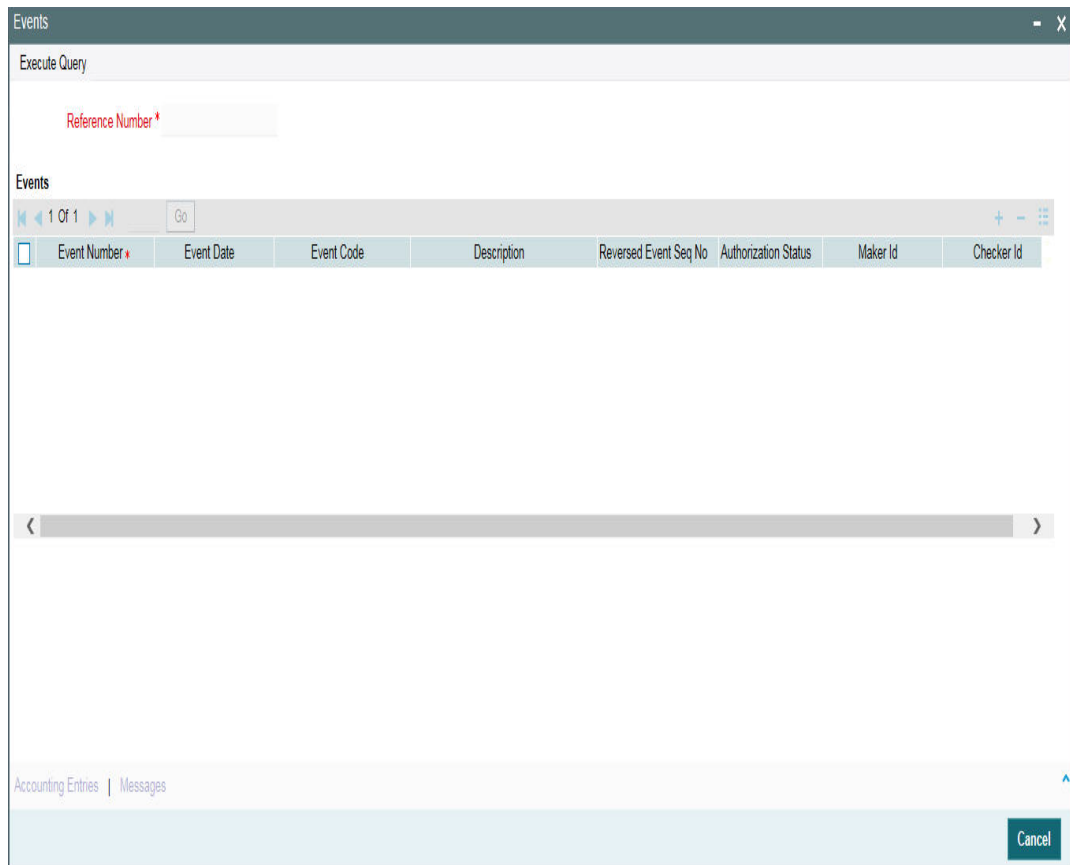 Events
Execute Query
Reference Number *
Events
1 Of 1 Go
Event Number * Event Date Event Code Description Reversed Event Seq No Authorization Status Maker Id Checker Id
Accounting Entries | Messages
Cancel